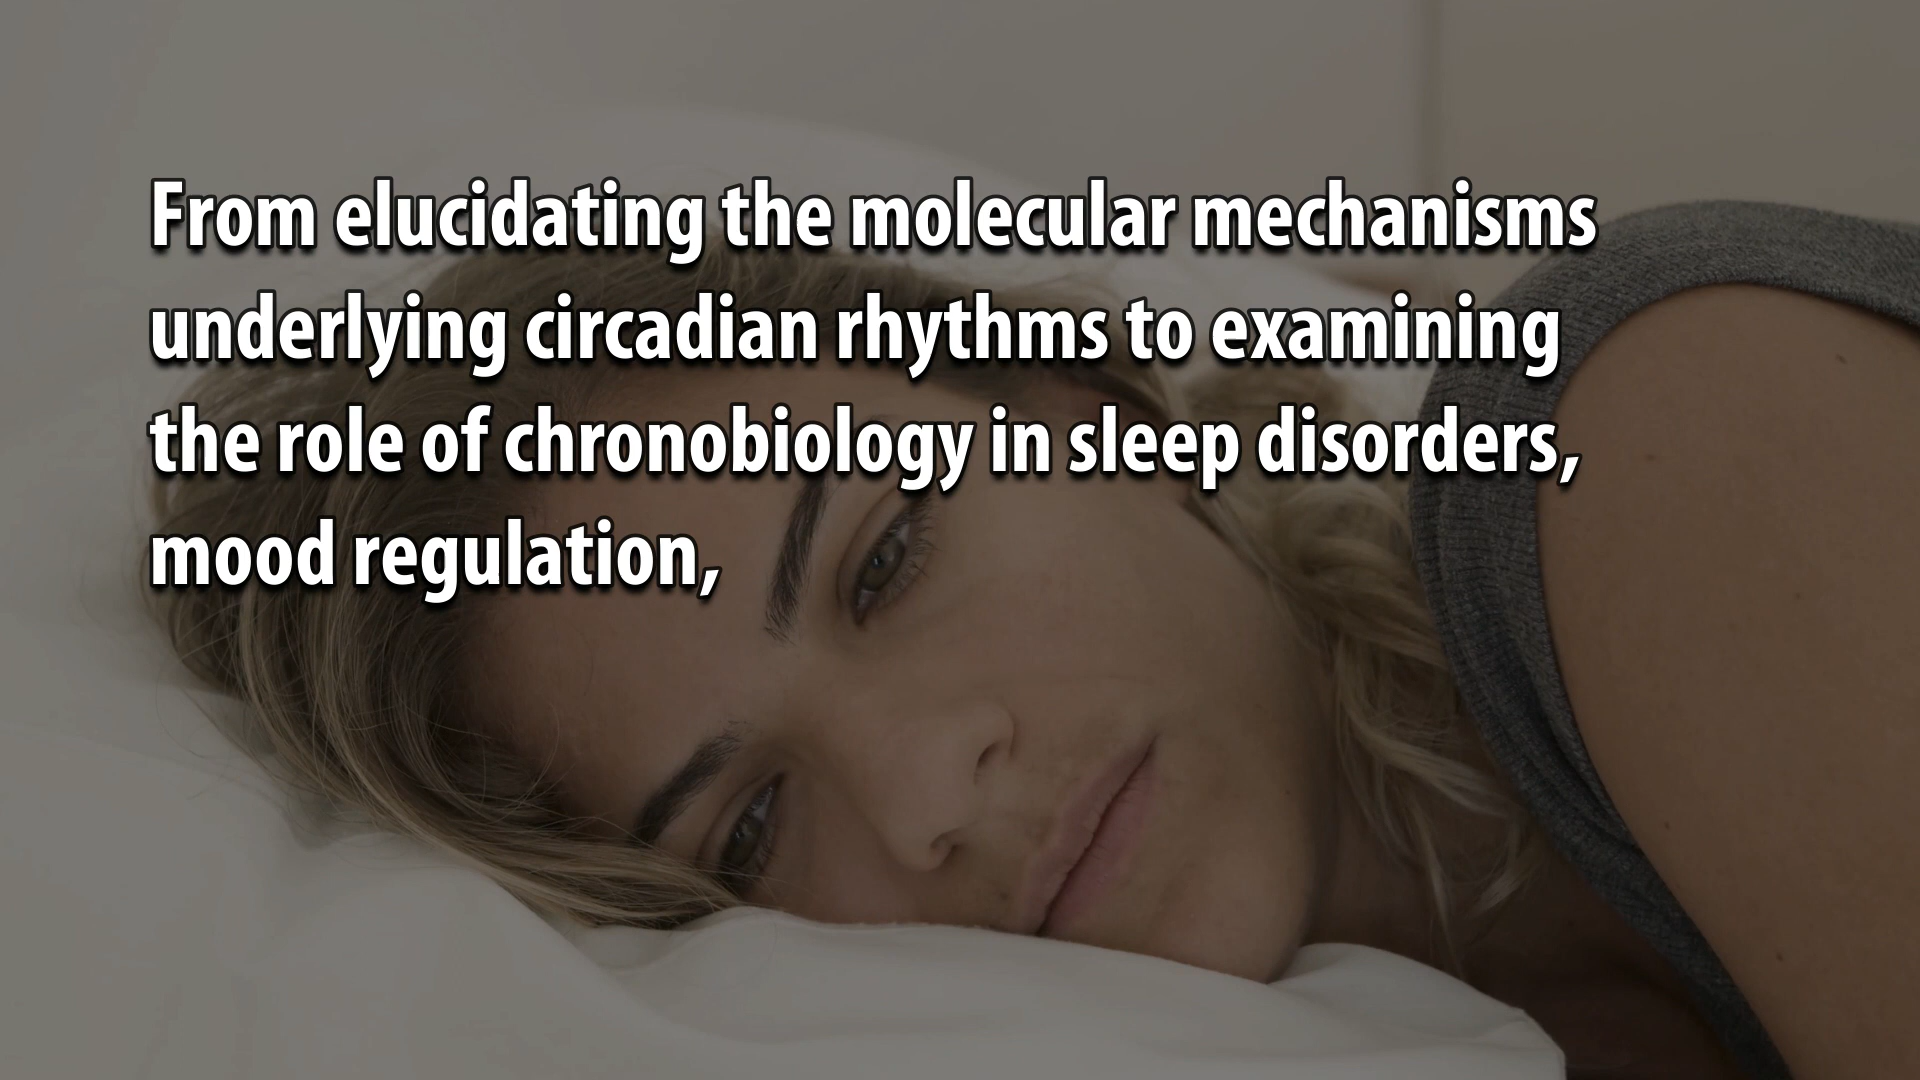 From elucidating the molecular mechanisms
underlying circadian rhythms to examining
the role of chronobiology in sleep disorders,
mood regulation,